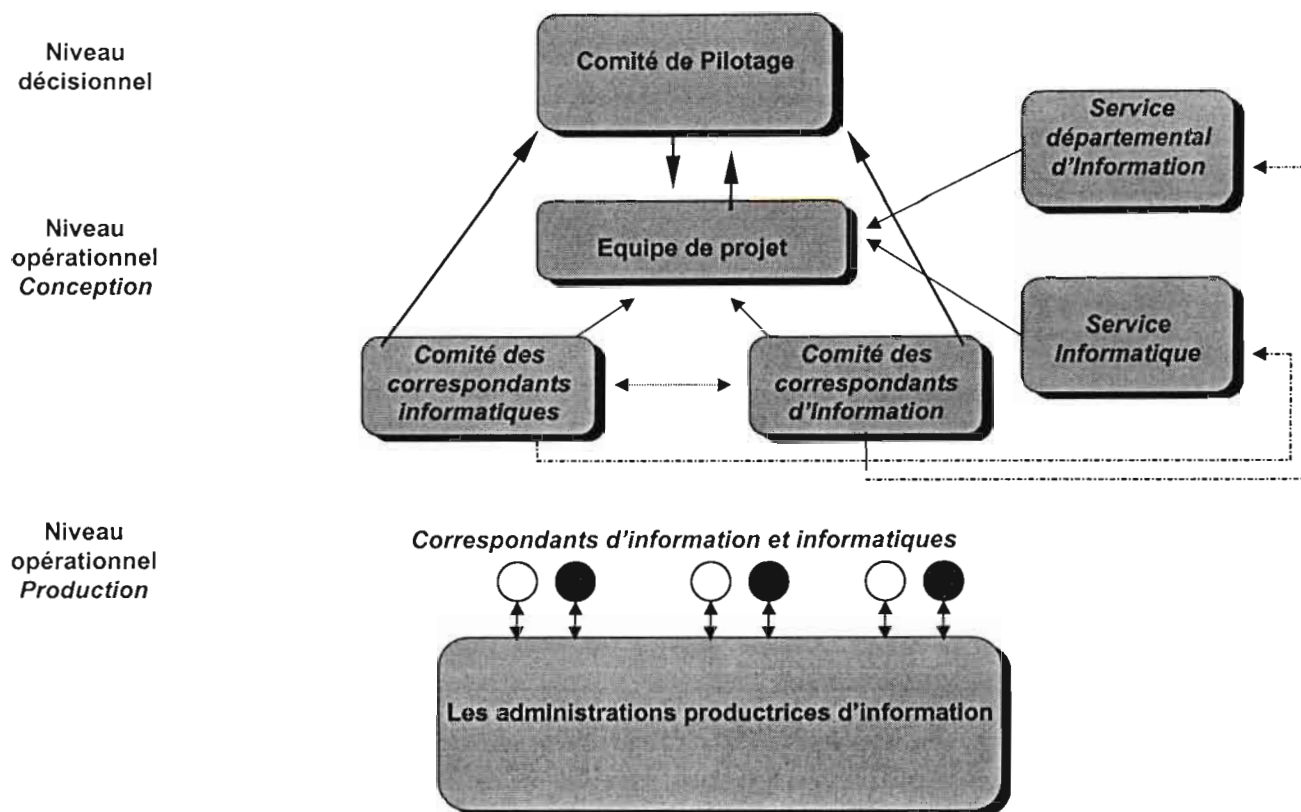 Niveau
décisionnel
Comité de Pilotage
Service
départemental
d'Information
Niveau
opérationnel
Conception
Equipe de projet
Service
Informatique
Comité des
correspondants
informatiques
Comité des
correspondants
d'Information
Niveau
opérationnel
Production
Correspondants d'information et informatiques
Les administrations productrices d'information